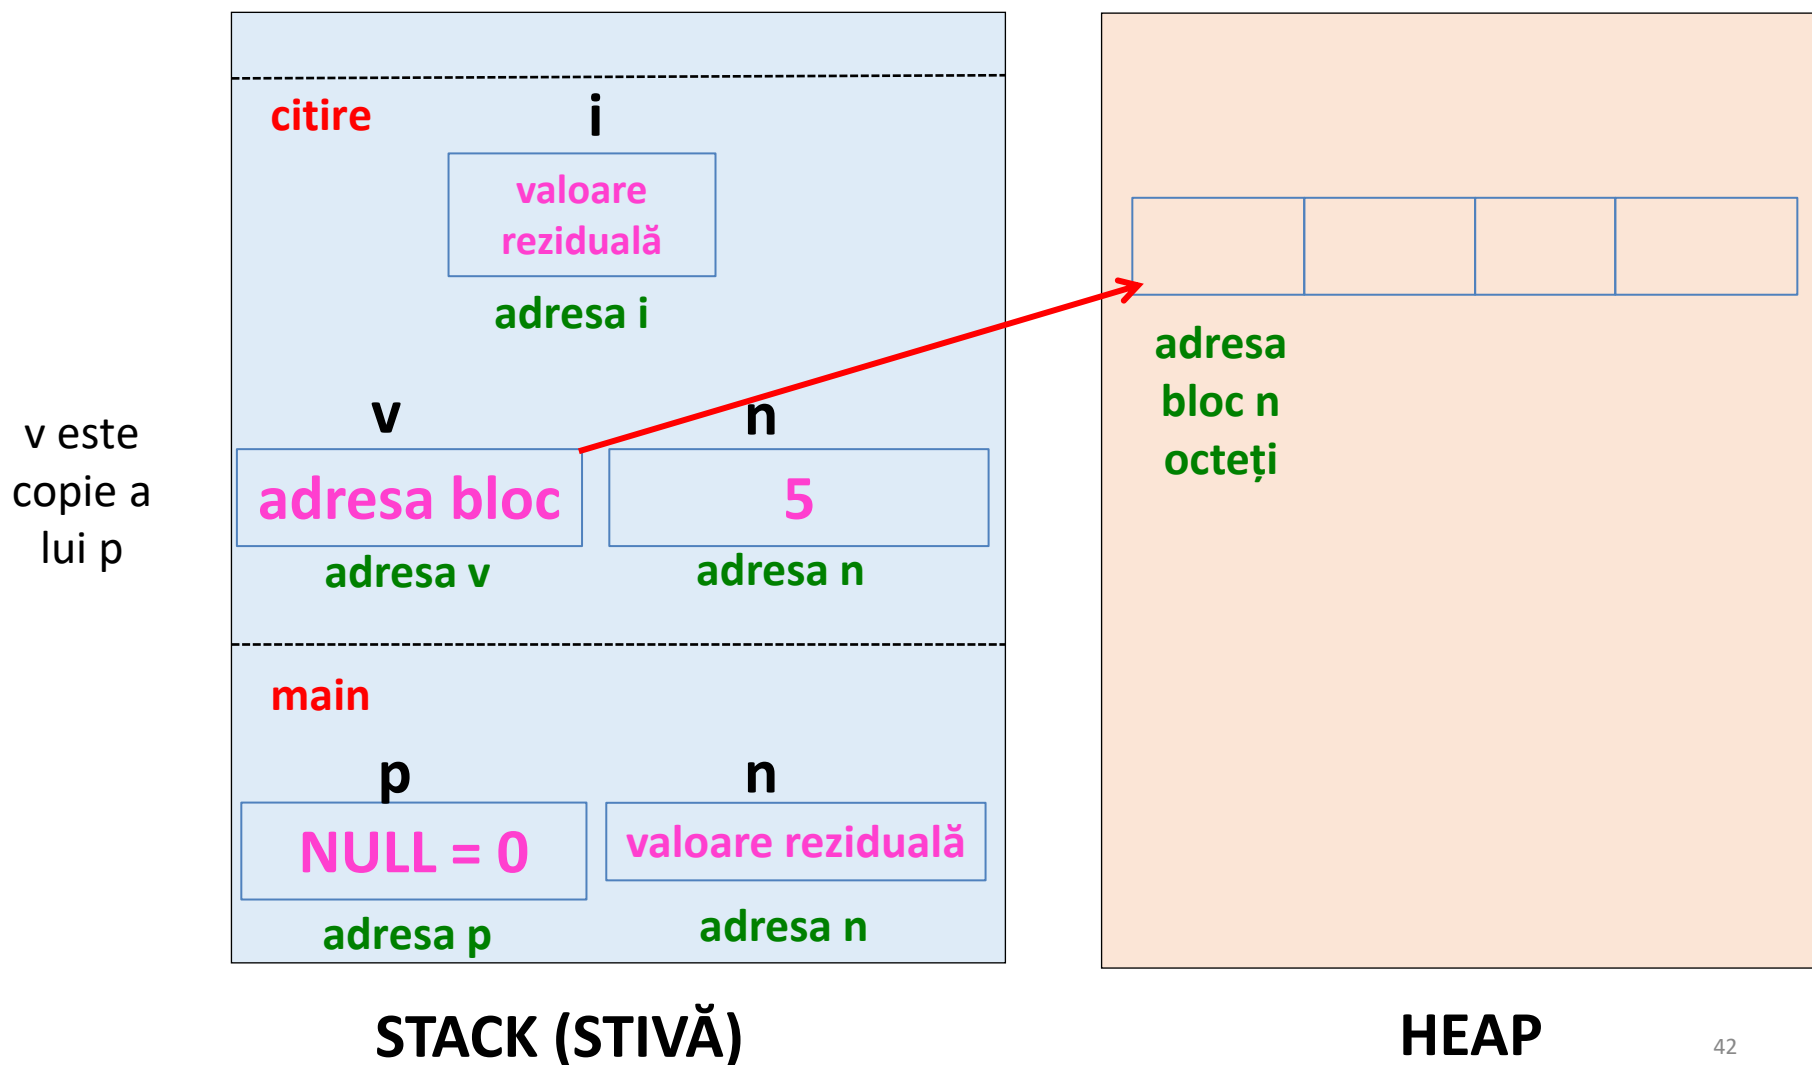 citire
i
valoare
reziduală
adresa i
v
n
adresa bloc
5
adresa v
adresa n
v este
copie a
lui p
main
p
n
NULL = 0
valoare reziduală
adresa p
adresa n
STACK (STIVĂ)
adresa
bloc n
octeți
HEAP
42